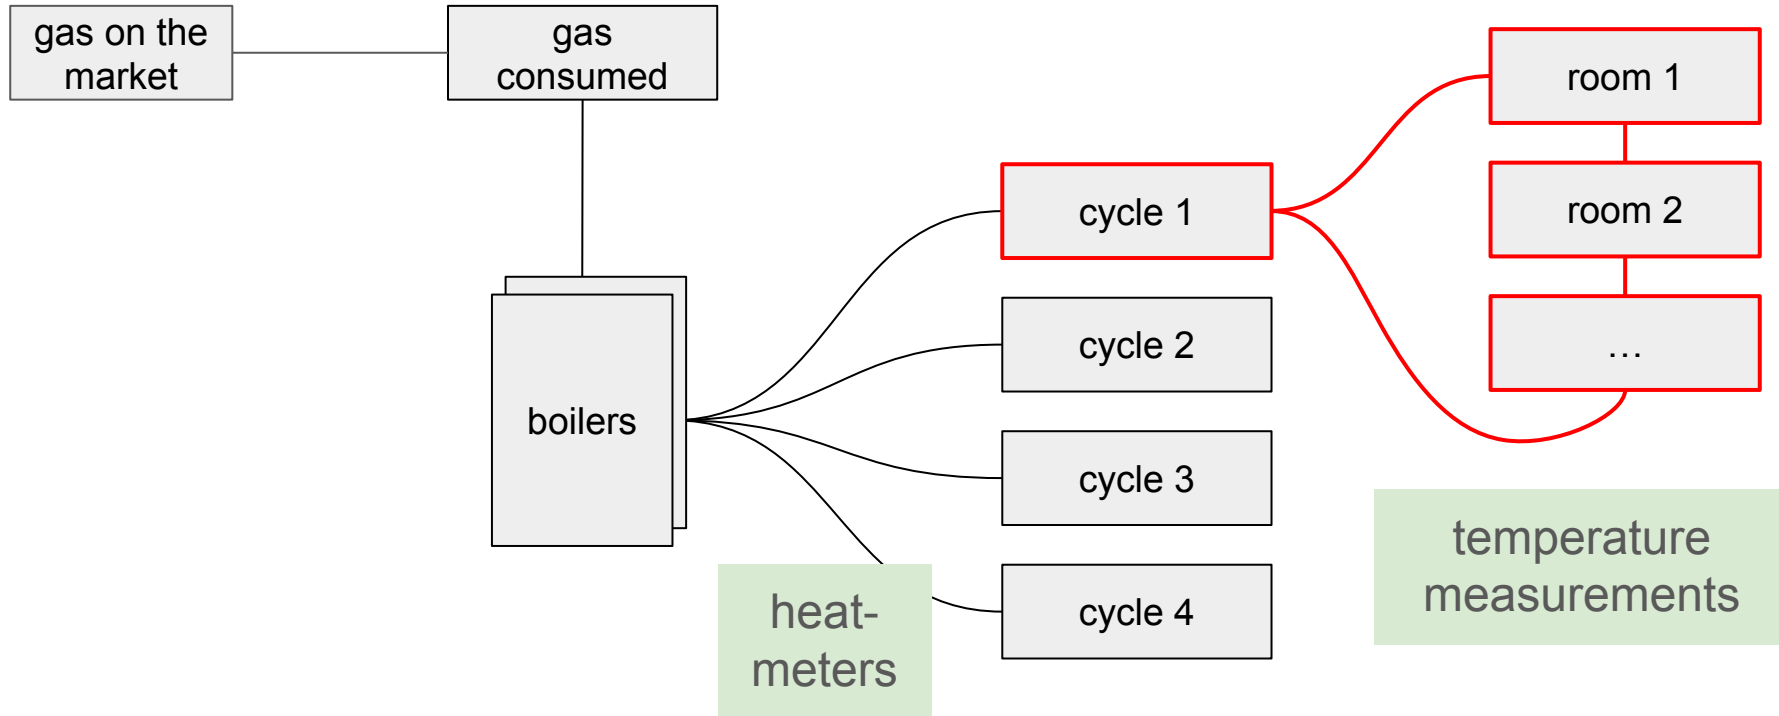 gas on the
market
gas
consumed
boilers
cycle 1
cycle 2
cycle 3
cycle 4
heat-
meters
room 1
room 2
...
temperature
measurements